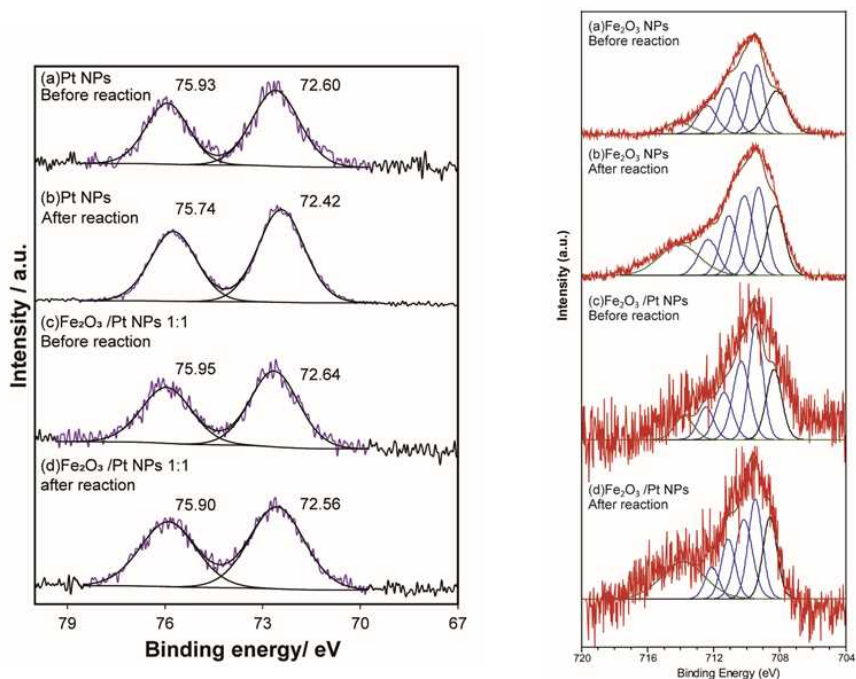 (a)Pt NPs
Before reaction
75.93
72.60
(b)Pt NPs
After reaction
75.74
72.42
(c)Fe₂O₃ /Pt NPs 1:1
Before reaction
75.95
72.64
(d)Fe₂O₃ /Pt NPs 1:1
after reaction
75.90
72.56
Intensity / a.u.
79 76 73 70 67
Binding energy/ eV
(a)Fe₂O₃ NPs
Before reaction
(b)Fe₂O₃ NPs
After reaction
(c)Fe₂O₃ /Pt NPs
Before reaction
(d)Fe₂O₃ /Pt NPs
After reaction
Intensity (a.u.)
720 716 712 708 704
Binding Energy (eV)